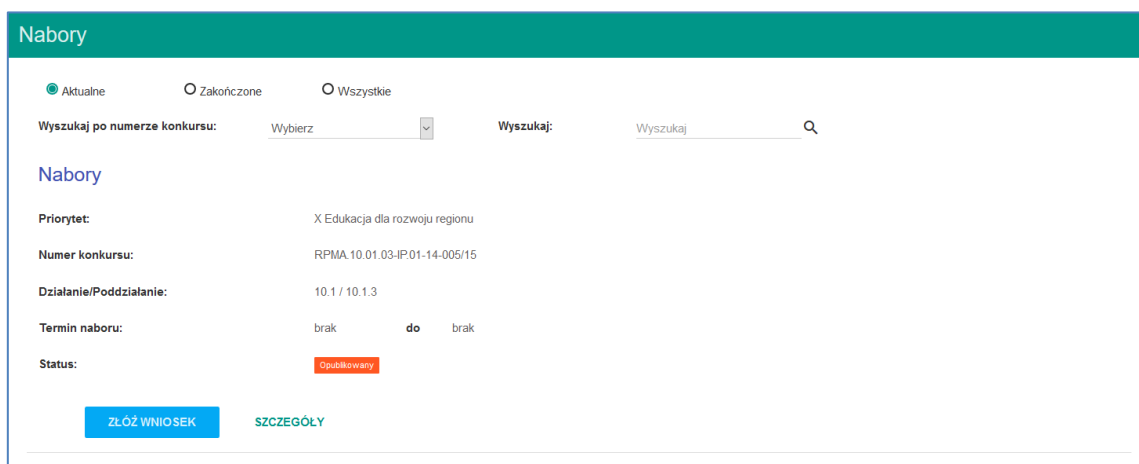 Nabory
Aktualne Zakończone Wszystkie
Wyszukaj po numerze konkursu: Wybierz Wyszukaj: Wyszukaj
Nabory
Priorytet: X Edukacja dla rozwoju regionu
Numer konkursu: RPMA.10.01.03-IP.01-14-005/15
Działanie/Poddziałanie: 10.1 / 10.1.3
Termin naboru: brak do brak
Status: Opublikowany
ZŁÓŻ WNIOSEK SZCZEGÓŁY